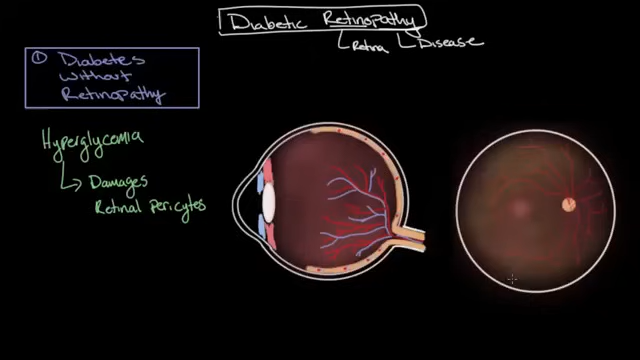 Diabetic Retinopathy
Retina
Disease
① Diabetes
Without
Retinopathy
Hyperglycemia
Damages
Retinal Pericytes